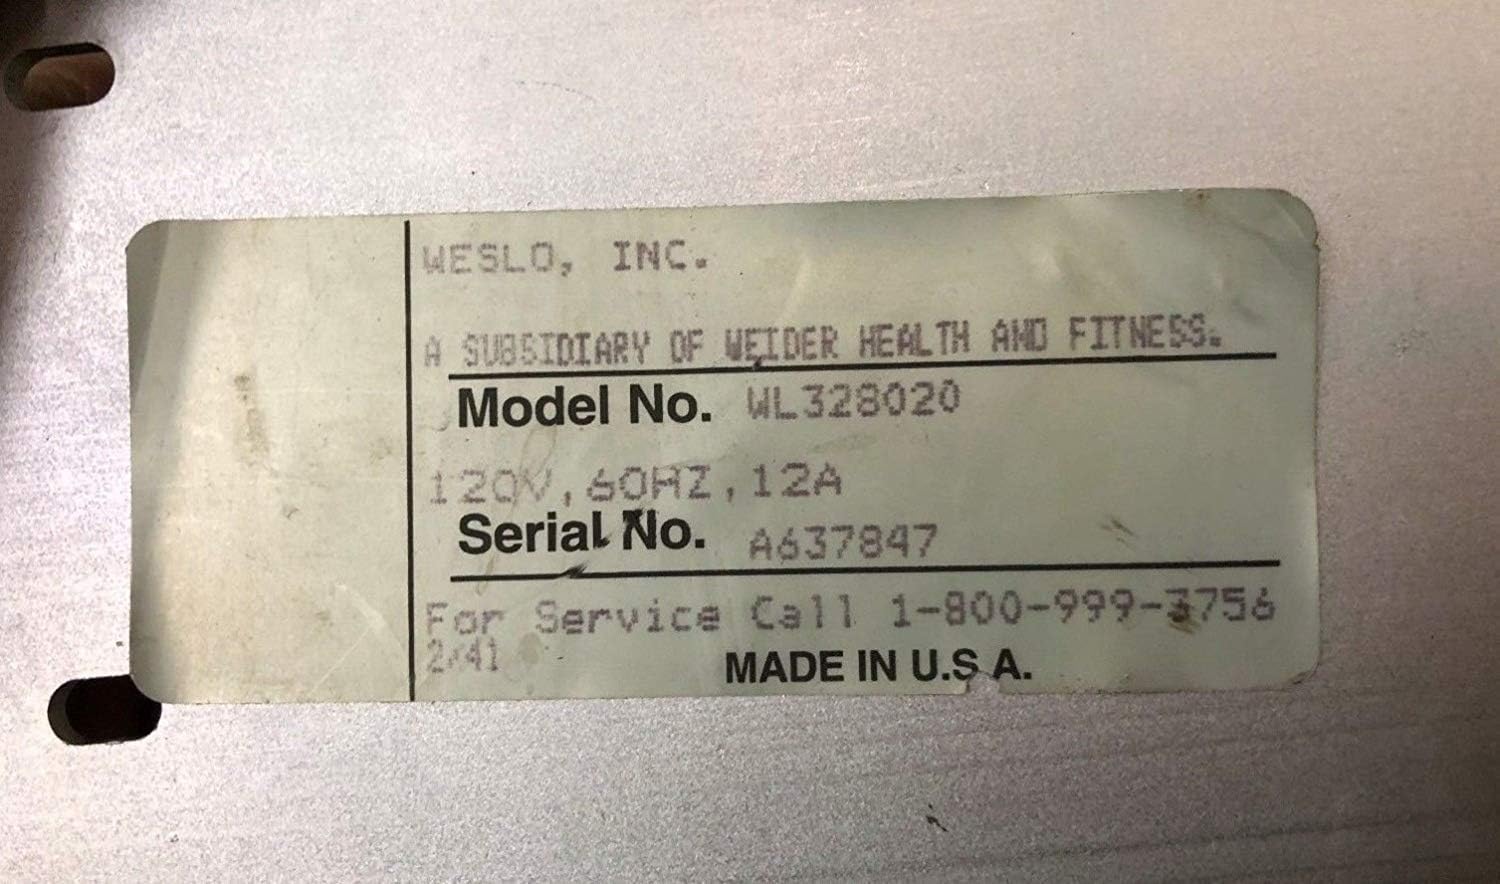 WESLO, INC.
A SUBSIDIARY OF WEIDER HEALTH AND FITNESS.
Model No. WL328020
120V, 60HZ, 12A
Serial No. A637847
For Service Call 1-800-999-3756
2/41
MADE IN U.S A.